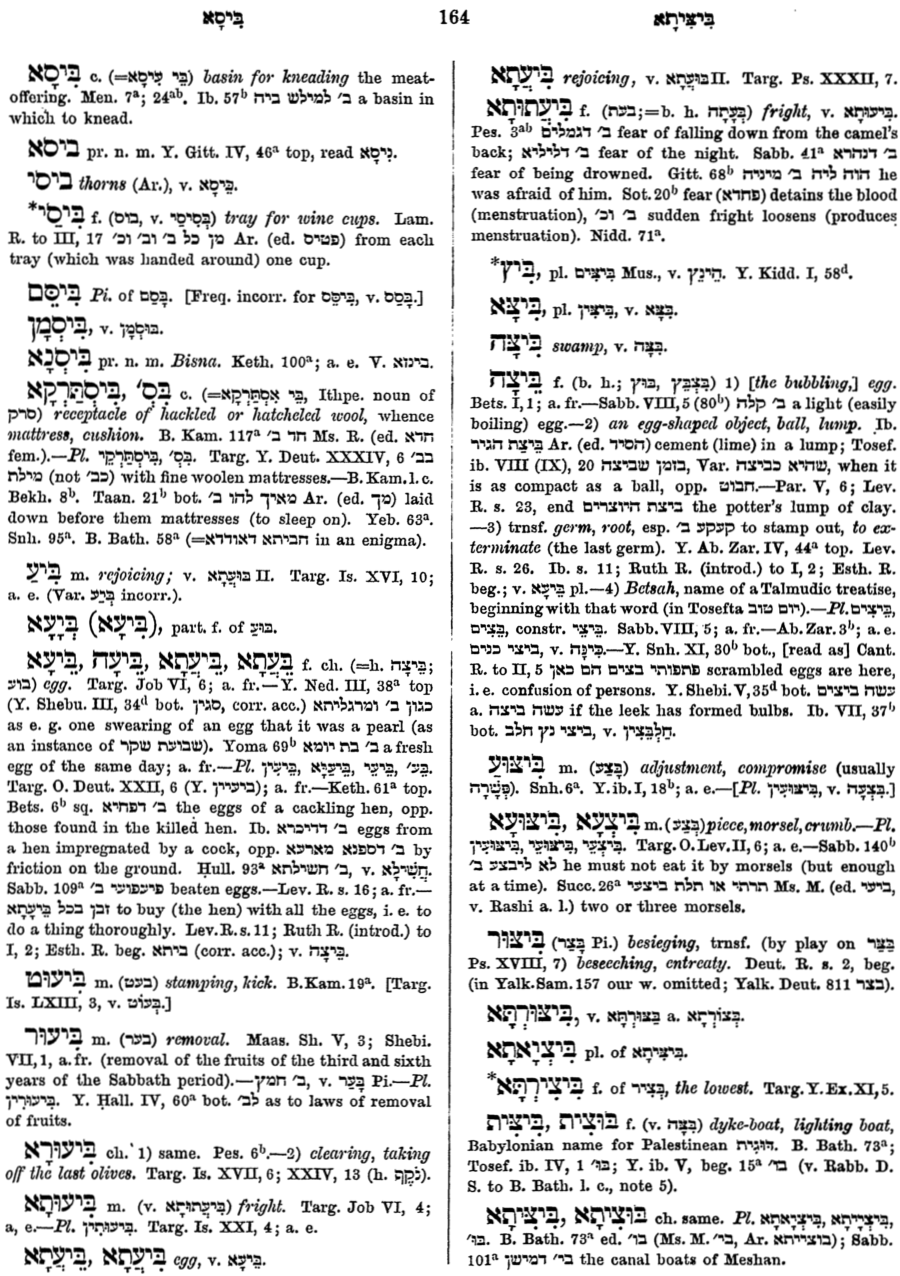 בִּיסָא
164
בִּיצִיתָא
בִּיסָא c. (=בֵּי עִיסָא) basin for kneading the meat-
offering. Men. 7ᵃ; 24ᵃᵇ. Ib. 57ᵇ ב׳ למילש ביה a basin in
which to knead.
ביסא pr. n. m. Y. Gitt. IV, 46ᵃ top, read נִיסָא.
ביסי thorns (Ar.), v. כֵּיסָא.
*בִּיסַי f. (בוס, v. בְּסִיסֵי) tray for wine cups. Lam.
R. to III, 17 מן כל ב׳ וב׳ וכ׳ Ar. (ed. פטיס) from each
tray (which was handed around) one cup.
בִּיסֵּם Pi. of בָּסַם. [Freq. incorr. for בִּיסֵּס, v. בָּסַס.]
בִּיסְמָן, v. בּוּסְמָן.
בִּיסְנָא pr. n. m. Bisna. Keth. 100ᵃ; a. e. V. ביזנא.
בִּיסְתַּרְקָא, בִּסְ׳ c. (=בֵּי אִסְתְּרְקָא, Ithpe. noun of
סרק) receptacle of hackled or hatcheled wool, whence
mattress, cushion. B. Kam. 117ᵃ חד ב׳ Ms. R. (ed. חדא
fem.).—Pl. בִּיסְתַּרְקֵי, בִּסְ׳. Targ. Y. Deut. XXXIV, 6 בב׳
מילת (not כב׳) with fine woolen mattresses.—B.Kam. l. c.
Bekh. 8ᵇ. Taan. 21ᵇ bot. מאיך להו ב׳ Ar. (ed. מך) laid
down before them mattresses (to sleep on). Yeb. 63ᵃ.
Snh. 95ᵃ. B. Bath. 58ᵃ (=חביתא דאודרא in an enigma).
בִּיעַ m. rejoicing; v. בּוּעֲתָא II. Targ. Is. XVI, 10;
a. e. (Var. בְּיַע incorr.).
בְּיָעָא (בִּיעָא), part. f. of בּוּעַ.
בֵּיעָא, בֵּיעָה, בֵּיעֲתָא, בֵּעֲתָא f. ch. (=h. בֵּיצָה;
בוע) egg. Targ. Job VI, 6; a. fr.—Y. Ned. III, 38ᵃ top
(Y. Shebu. III, 34ᵈ bot. סגין, corr. acc.) כגון ב׳ ומרגליתא
as e. g. one swearing of an egg that it was a pearl (as
an instance of שבועת שקר). Yoma 69ᵇ ב׳ בת יומא a fresh
egg of the same day; a. fr.—Pl. בֵּיעִין, בֵּיעַיָּא, בֵּיעֵי, בֵּעֵ׳.
Targ. O. Deut. XXII, 6 (Y. ביעיין); a. fr.—Keth. 61ᵃ top.
Bets. 6ᵇ sq. ב׳ דפחיא the eggs of a cackling hen, opp.
those found in the killed hen. Ib. ב׳ דדיכרא eggs from
a hen impregnated by a cock, opp. ב׳ דספנא מארעא by
friction on the ground. Ḥull. 93ᵃ ב׳ חשילתא, v. חֲשִׁילָא.
Sabb. 109ᵃ ב׳ פיעפועי beaten eggs.—Lev. R. s. 16; a. fr.—
זבן בכל בֵּיעָתָא to buy (the hen) with all the eggs, i. e. to
do a thing thoroughly. Lev. R. s. 11; Ruth R. (introd.) to
I, 2; Esth. R. beg. ביתא (corr. acc.); v. בֵּיצָה.
בִּיעוּט m. (בעט) stamping, kick. B.Kam. 19ᵃ. [Targ.
Is. LXIII, 3, v. בְּעוֹט.]
בִּיעוּר m. (בער) removal. Maas. Sh. V, 3; Shebi.
VII, 1, a. fr. (removal of the fruits of the third and sixth
years of the Sabbath period).—ב׳ חמץ, v. בָּעַר Pi.—Pl.
בִּיעוּרִין. Y. Ḥall. IV, 60ᵃ bot. לב׳ as to laws of removal
of fruits.
בִּיעוּרָא ch. 1) same. Pes. 6ᵇ.—2) clearing, taking
off the last olives. Targ. Is. XVII, 6; XXIV, 13 (h. נֹקֶף).
בִּיעוּתָא m. (v. בִּיעֲתוּתָא) fright. Targ. Job VI, 4;
a, e.—Pl. בִּיעוּתִין. Targ. Is. XXI, 4; a. e.
בֵּיעֲתָא, בֵּיעֶתָא egg, v. בֵּיעָא.
בִּיעֲתָא rejoicing, v. בּוּעֲתָא II. Targ. Ps. XXXII, 7.
בִּיעֲתוּתָא f. (בעת; =b. h. בְּעָתָה) fright, v. בִּיעוּתָא.
Pes. 3ᵃᵇ ב׳ דגמלים fear of falling down from the camel's
back; ב׳ דליליא fear of the night. Sabb. 41ᵃ ב׳ דנהרא
fear of being drowned. Gitt. 68ᵇ הוה ליה ב׳ מיניה he
was afraid of him. Sot. 20ᵇ fear (פחדא) detains the blood
(menstruation), ב׳ וכ׳ sudden fright loosens (produces
menstruation). Nidd. 71ᵃ.
*בִּיץ, pl. בִּיצִים Mus., v. הֵינֵץ. Y. Kidd. I, 58ᵈ.
בִּיצָּא, pl. בִּיצִּין, v. בִּצָּא.
בִּיצָּה swamp, v. בִּצָּה.
בֵּיצָה f. (b. h.; בּוּץ, בִּצְבֵּץ) 1) [the bubbling,] egg.
Bets. I, 1; a. fr.—Sabb. VIII, 5 (80ᵇ) ב׳ קלה a light (easily
boiling) egg.—2) an egg-shaped object, ball, lump. Ib.
ביצת הגיר Ar. (ed. הסיד) cement (lime) in a lump; Tosef.
ib. VIII (IX), 20 בזמן שביצה, Var. שהיא כביצה, when it
is as compact as a ball, opp. חבוט.—Par. V, 6; Lev.
R. s. 23, end ביצת היוצרים the potter's lump of clay.
—3) trnsf. germ, root, esp. קעקע ב׳ to stamp out, to ex-
terminate (the last germ). Y. Ab. Zar. IV, 44ᵃ top. Lev.
R. s. 26. Ib. s. 11; Ruth R. (introd.) to I, 2; Esth. R.
beg.; v. בֵּיעָא pl.—4) Betsah, name of a Talmudic treatise,
beginning with that word (in Tosefta יום טוב).—Pl. בֵּיצִים,
בֵּצִים, constr. בֵּיצֵי. Sabb. VIII, 5; a. fr.—Ab. Zar. 3ᵇ; a. e.
ביצי כנים, v. כִּינָּה.—Y. Snh. XI, 30ᵇ bot., [read as] Cant.
R. to II, 5 פתפותי בצים הם כאן scrambled eggs are here,
i. e. confusion of persons. Y. Shebi. V, 35ᵈ bot. עשה ביצים
a. עשה ביצה if the leek has formed bulbs. Ib. VII, 37ᵇ
bot. ביצי נץ חלב, v. חַלְבֵּצִין.
בִּיצוּעַ m. (בָּצַע) adjustment, compromise (usually
פְּשָׁרָה). Snh. 6ᵃ. Y. ib. I, 18ᵇ; a. e.—[Pl. בִּיצוּעִין, v. בִּצְעָה.]
בִּיצוּעָא, בִּיצְעָא m. (בְּצַע) piece, morsel, crumb.—Pl.
בִּיצוּעִין, בִּיצוּעֵי, בִּיצְעֵי. Targ. O. Lev. II, 6; a. e.—Sabb. 140ᵇ
לא ליבצע ב׳ he must not eat it by morsels (but enough
at a time). Succ. 26ᵃ תרתי או תלת ביצעי Ms. M. (ed. ביעי,
v. Rashi a. l.) two or three morsels.
בִּיצוּר (בָּצַר Pi.) besieging, trnsf. (by play on בַּצַּר
Ps. XVIII, 7) beseeching, entreaty. Deut. R. s. 2, beg.
(in Yalk. Sam. 157 our w. omitted; Yalk. Deut. 811 בצר).
בִּיצוּרְתָּא, v. בַּצּוּרְתָּא a. בְּצוֹרְתָא.
בִּיצְיָאתָא pl. of בִּיצִיתָא.
*בִּיצִירְתָּא f. of בְּצִיר, the lowest. Targ. Y. Ex. XI, 5.
בּוּצִית, בִּיצִית f. (v. בִּצָּה) dyke-boat, lighting boat,
Babylonian name for Palestinean דּוּגִית. B. Bath. 73ᵃ;
Tosef. ib. IV, 1 בּוּ׳; Y. ib. V, beg. 15ᵃ בי׳ (v. Rabb. D.
S. to B. Bath. l. c., note 5).
בּוּצִיתָא, בִּיצִיתָא ch. same. Pl. בִּיצְיָיתָא, בִּיצְיָאתָא,
בּוּ׳. B. Bath. 73ᵃ ed. בו׳ (Ms. M. בי׳, Ar. בוצייתא); Sabb.
101ᵃ בי׳ דמישן the canal boats of Meshan.